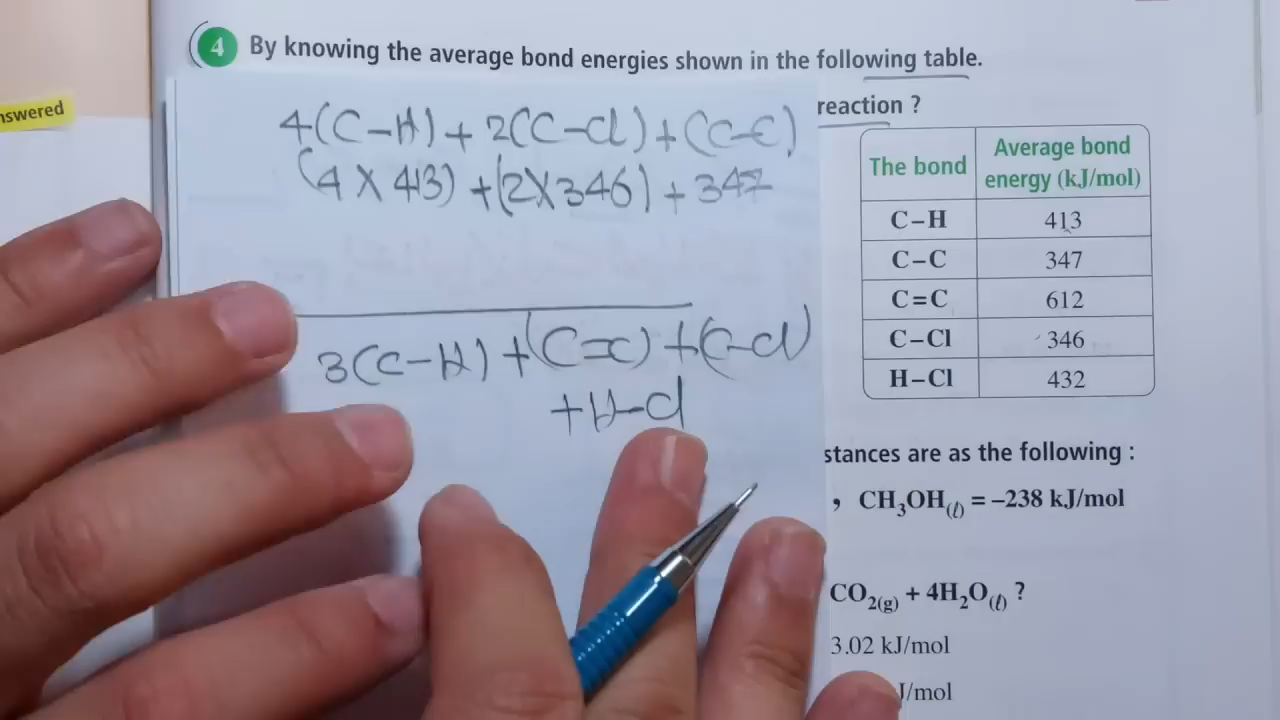 nswered
4 By knowing the average bond energies shown in the following table.
reaction ?
4(C-H) + 2(C-Cl) + (C-C)
(4 X 413) + (2X346) + 347
3(C-H) + (C=C) + (C-Cl)
+ H-Cl
The bond Average bond energy (kJ/mol)
C–H 413
C–C 347
C=C 612
C–Cl 346
H–Cl 432
stances are as the following :
, CH₃OH(ℓ) = –238 kJ/mol
CO₂(g) + 4H₂O(ℓ) ?
3.02 kJ/mol
J/mol